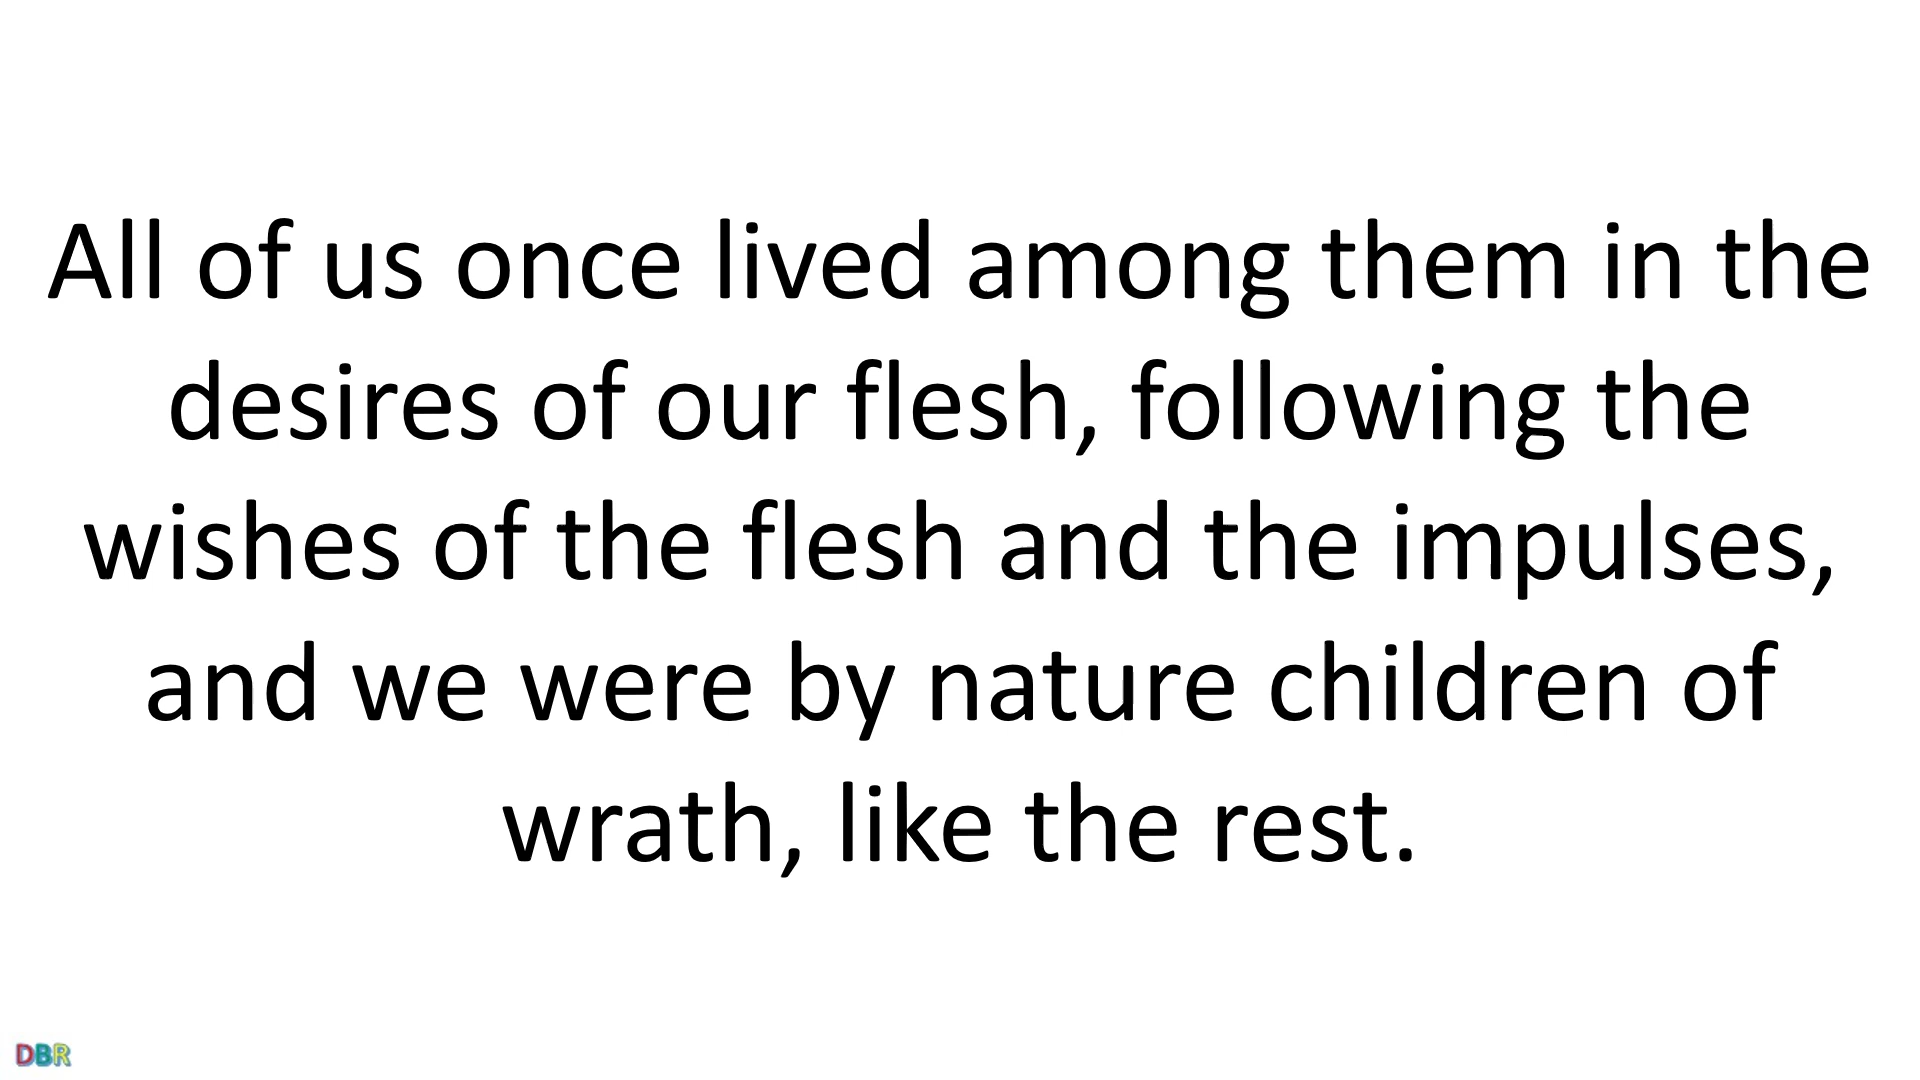 All of us once lived among them in the
desires of our flesh, following the
wishes of the flesh and the impulses,
and we were by nature children of
wrath, like the rest.
DBR